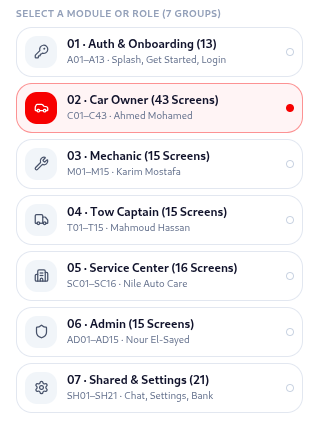 SELECT A MODULE OR ROLE (7 GROUPS)
01 · Auth & Onboarding (13)
A01–A13 · Splash, Get Started, Login
02 · Car Owner (43 Screens)
C01–C43 · Ahmed Mohamed
03 · Mechanic (15 Screens)
M01–M15 · Karim Mostafa
04 · Tow Captain (15 Screens)
T01–T15 · Mahmoud Hassan
05 · Service Center (16 Screens)
SC01–SC16 · Nile Auto Care
06 · Admin (15 Screens)
AD01–AD15 · Nour El-Sayed
07 · Shared & Settings (21)
SH01–SH21 · Chat, Settings, Bank